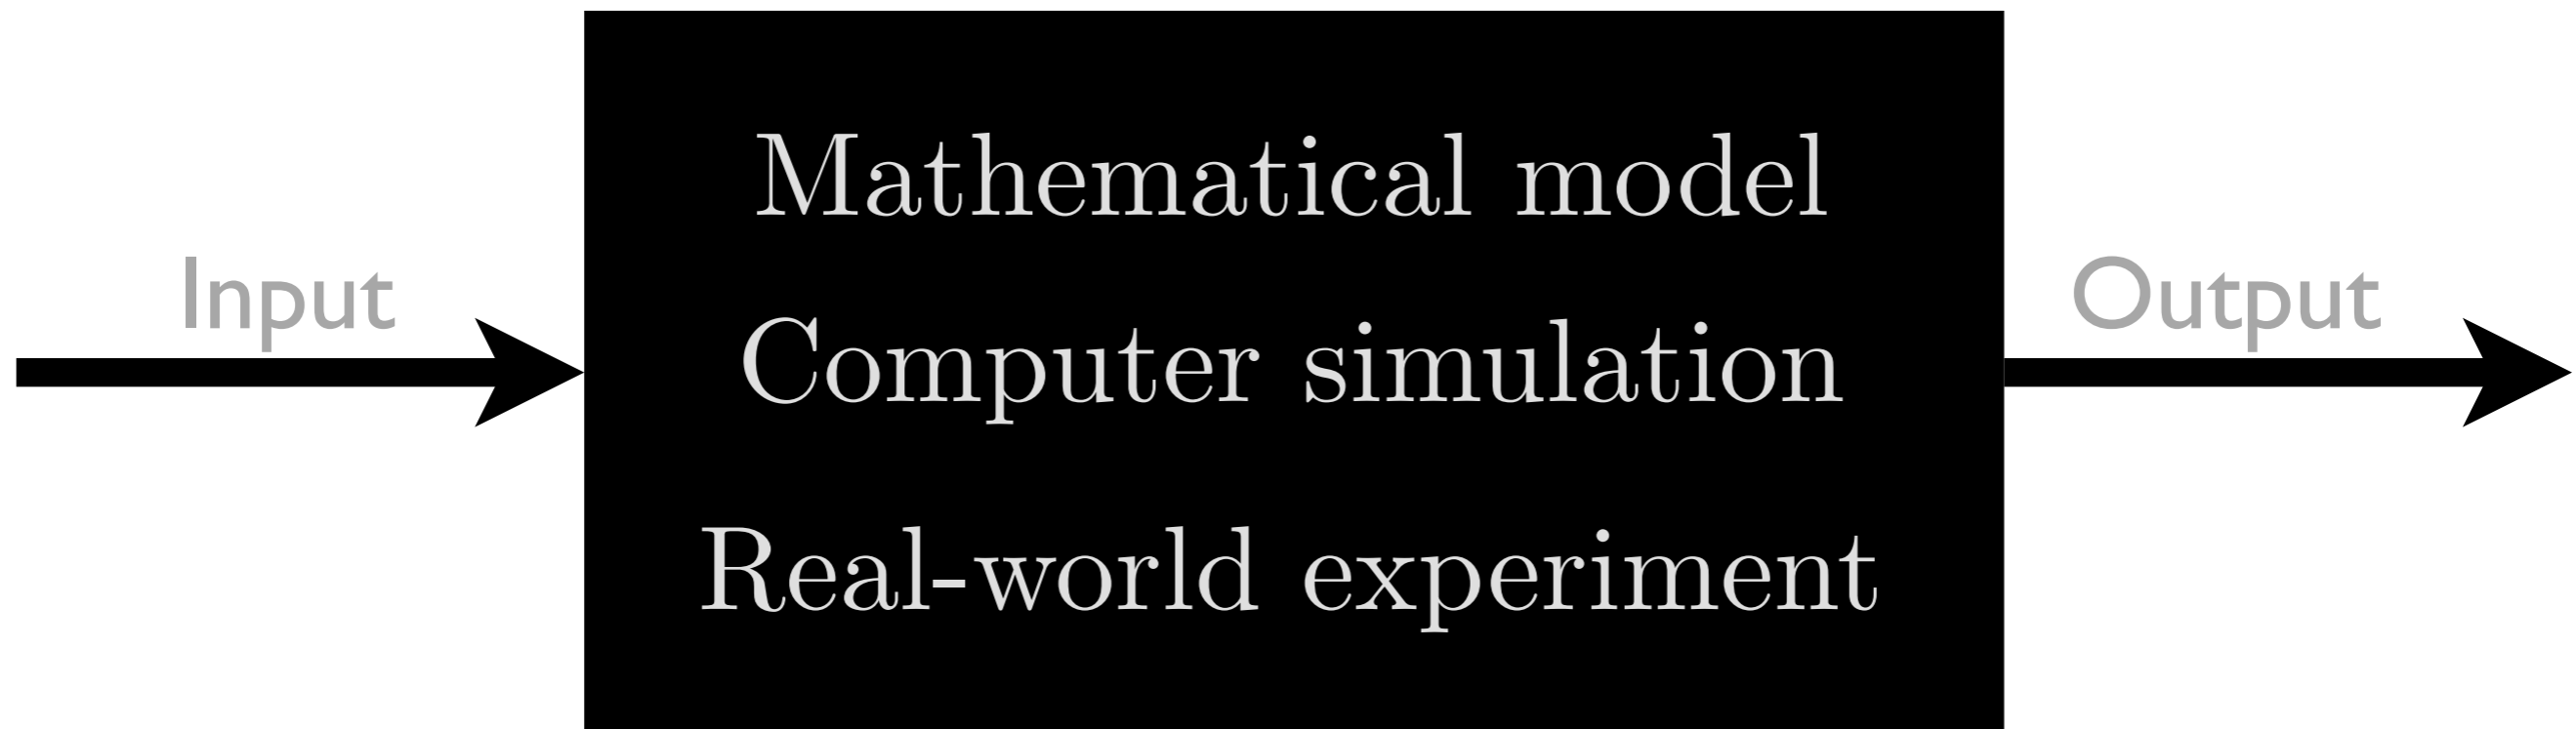 Input
Mathematical model
Computer simulation
Real-world experiment
Output